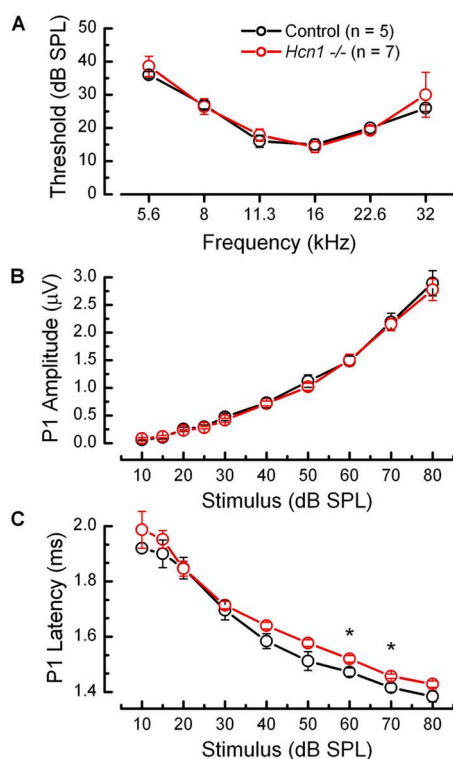 A
Control (n = 5)
Hcn1 -/- (n = 7)
Threshold (dB SPL)
50
40
30
20
10
0
5.6 8 11.3 16 22.6 32
Frequency (kHz)
B
P1 Amplitude (μV)
3.0
2.5
2.0
1.5
1.0
0.5
0.0
10 20 30 40 50 60 70 80
Stimulus (dB SPL)
C
P1 Latency (ms)
2.0
1.8
1.6
1.4
* *
10 20 30 40 50 60 70 80
Stimulus (dB SPL)